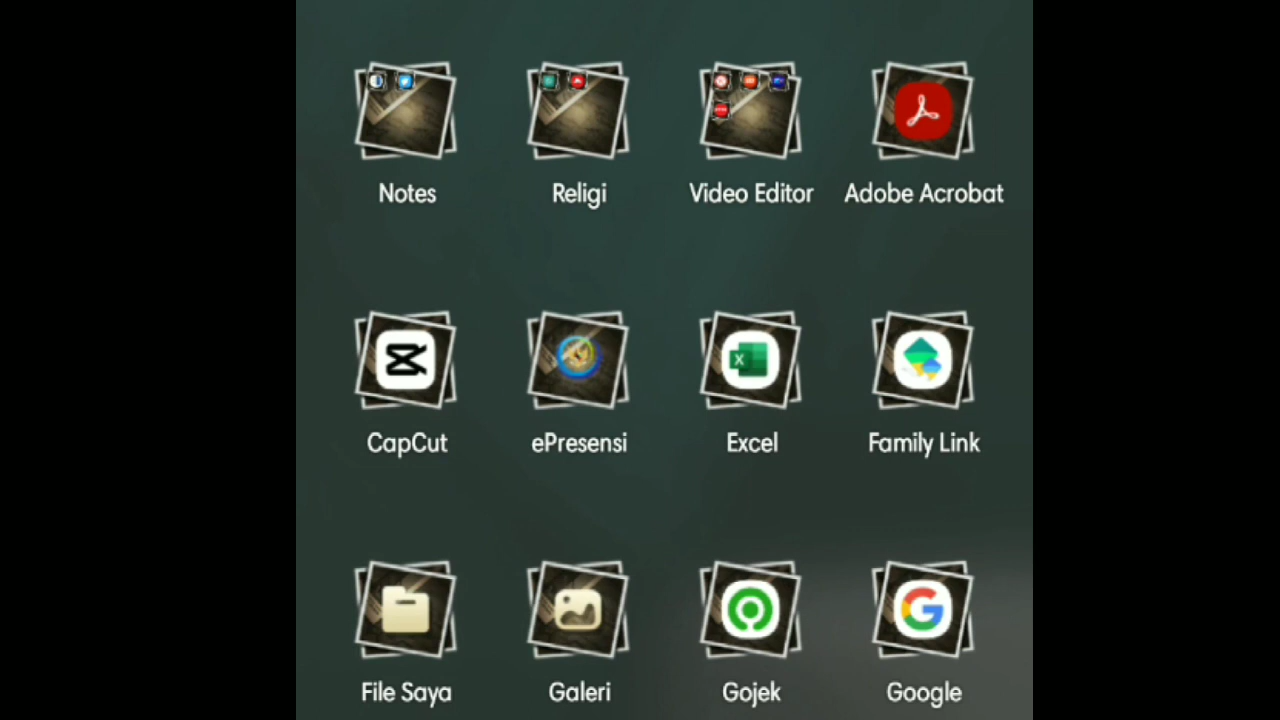 Notes
Religi
Video Editor
Adobe Acrobat
CapCut
ePresensi
Excel
Family Link
File Saya
Galeri
Gojek
Google